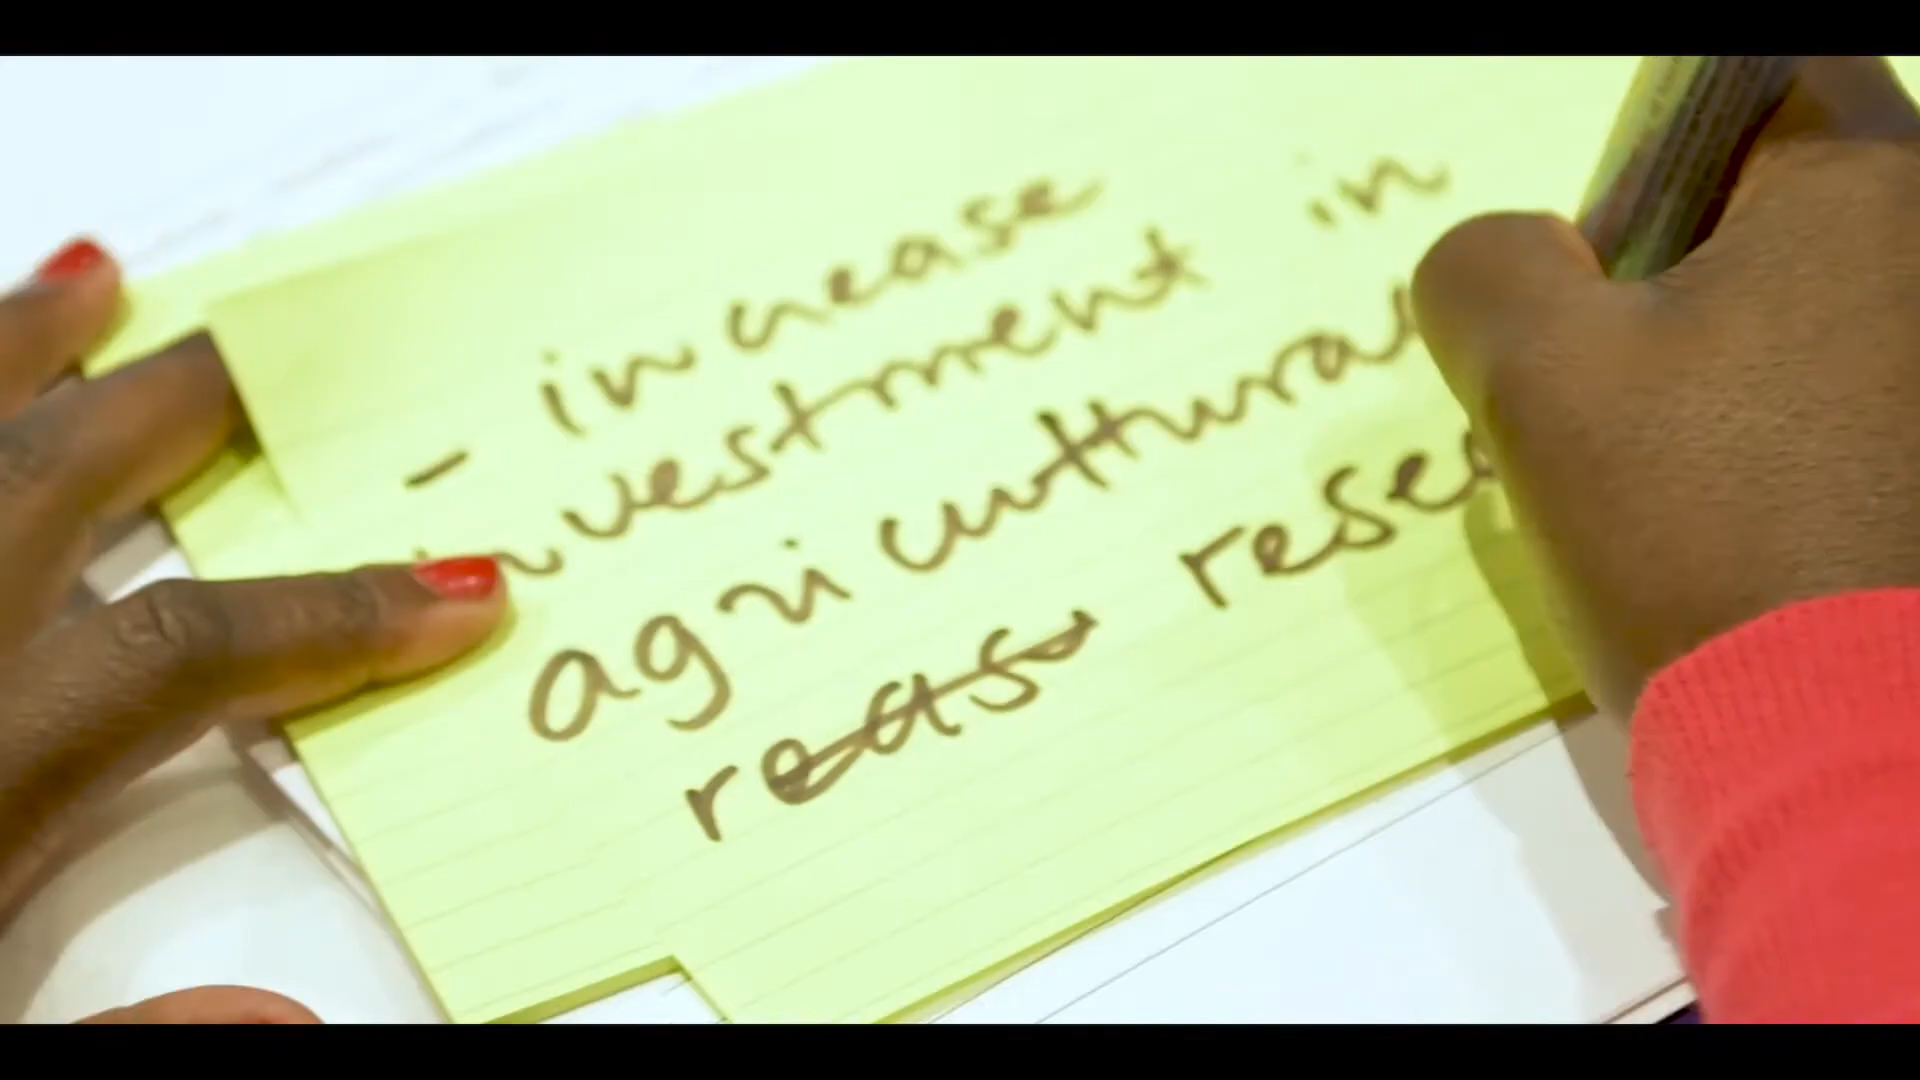 - increase
investment in
agricultural
reas resea